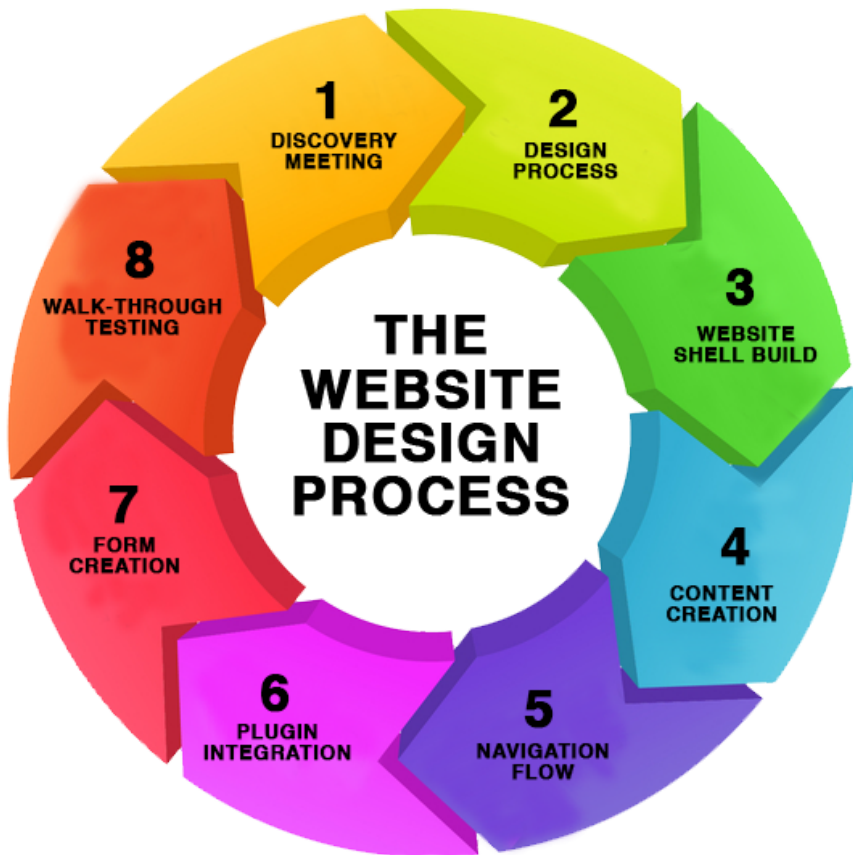 THE
WEBSITE
DESIGN
PROCESS
1
DISCOVERY
MEETING
2
DESIGN
PROCESS
3
WEBSITE
SHELL BUILD
4
CONTENT
CREATION
5
NAVIGATION
FLOW
6
PLUGIN
INTEGRATION
7
FORM
CREATION
8
WALK-THROUGH
TESTING